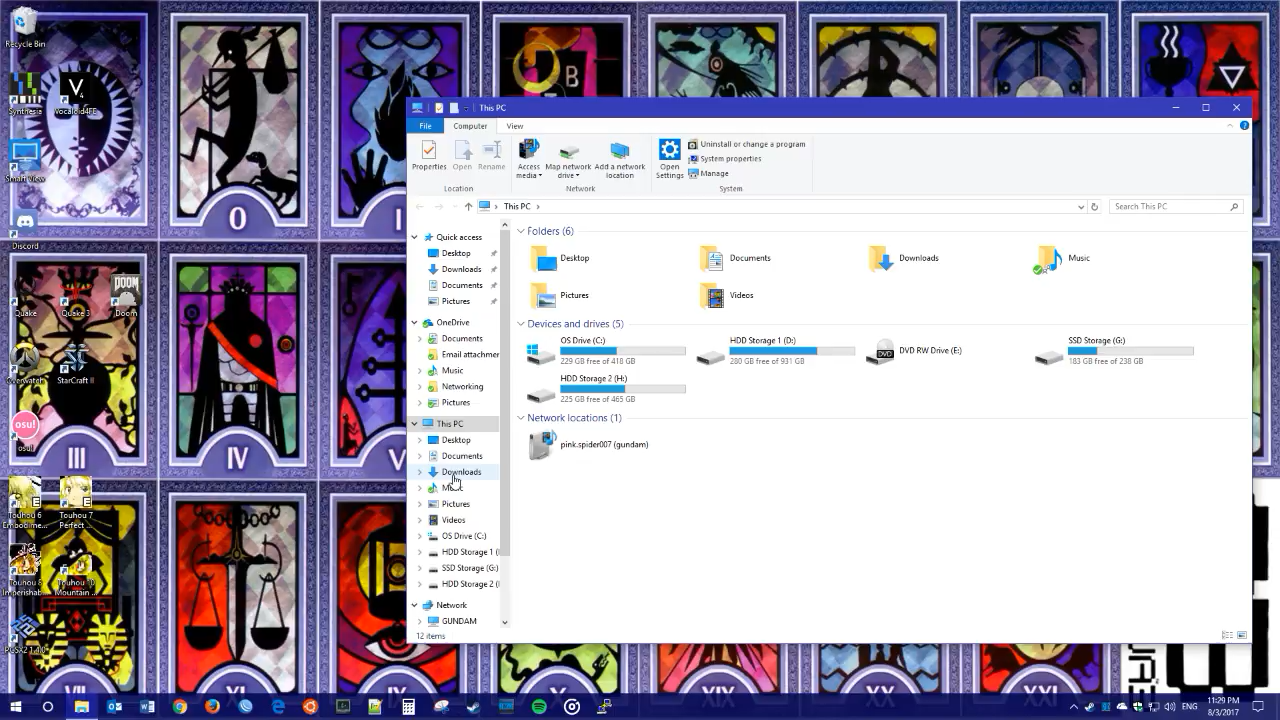 Recycle Bin
Synthesia
Vocaloid4FE
Smart View
Discord
Quake
Quake 3
Doom
Overwatch
StarCraft II
osu!
Touhou 6
Embodime...
Touhou 7
Perfect ...
Touhou 8
Imperishab...
Touhou 10
Mountain ...
PCSX2 1.4.0
0
I
B
III
IV
V
VII
XI
IX
X
XIX
XX
XXI
DOOM
osu!
This PC
File
Computer
View
Properties
Open
Rename
Location
Access
media
Map network
drive
Add a network
location
Network
Open
Settings
Uninstall or change a program
System properties
Manage
System
This PC
Search This PC
Quick access
Desktop
Downloads
Documents
Pictures
OneDrive
Documents
Email attachmer
Music
Networking
Pictures
This PC
Desktop
Documents
Downloads
Music
Pictures
Videos
OS Drive (C:)
HDD Storage 1 (
SSD Storage (G:)
HDD Storage 2 (
Network
GUNDAM
Folders (6)
Desktop
Documents
Downloads
Music
Pictures
Videos
Devices and drives (5)
OS Drive (C:)
229 GB free of 418 GB
HDD Storage 1 (D:)
280 GB free of 931 GB
DVD
DVD RW Drive (E:)
SSD Storage (G:)
183 GB free of 238 GB
HDD Storage 2 (H:)
225 GB free of 465 GB
Network locations (1)
pink.spider007 (gundam)
12 items
ENG
11:29 PM
8/3/2017